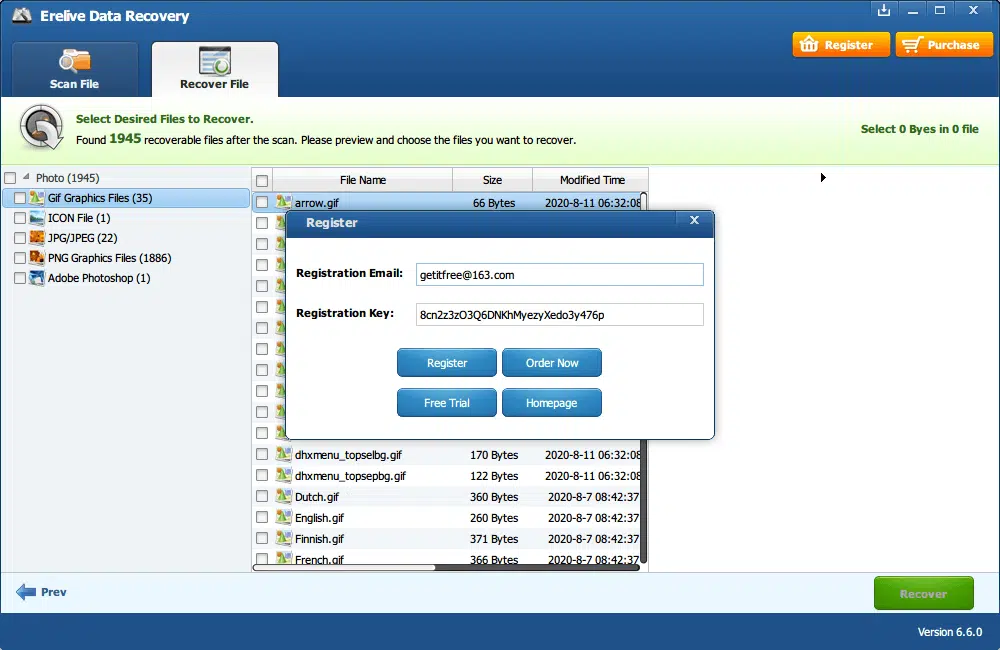 Erelive Data Recovery
Register
Purchase
Scan File
Recover File
Select Desired Files to Recover.
Found 1945 recoverable files after the scan. Please preview and choose the files you want to recover.
Select 0 Byes in 0 file
Photo (1945)
Gif Graphics Files (35)
ICON File (1)
JPG/JPEG (22)
PNG Graphics Files (1886)
Adobe Photoshop (1)
File Name Size Modified Time
arrow.gif 66 Bytes 2020-8-11 06:32:08
Register
Registration Email: getitfree@163.com
Registration Key: 8cn2z3zO3Q6DNKhMyezyXedo3y476p
Register Order Now
Free Trial Homepage
dhxmenu_topselbg.gif 170 Bytes 2020-8-11 06:32:08
dhxmenu_topsepbg.gif 122 Bytes 2020-8-11 06:32:08
Dutch.gif 360 Bytes 2020-8-7 08:42:37
English.gif 260 Bytes 2020-8-7 08:42:37
Finnish.gif 371 Bytes 2020-8-7 08:42:37
French.gif 366 Bytes 2020-8-7 08:42:37
Prev
Recover
Version 6.6.0